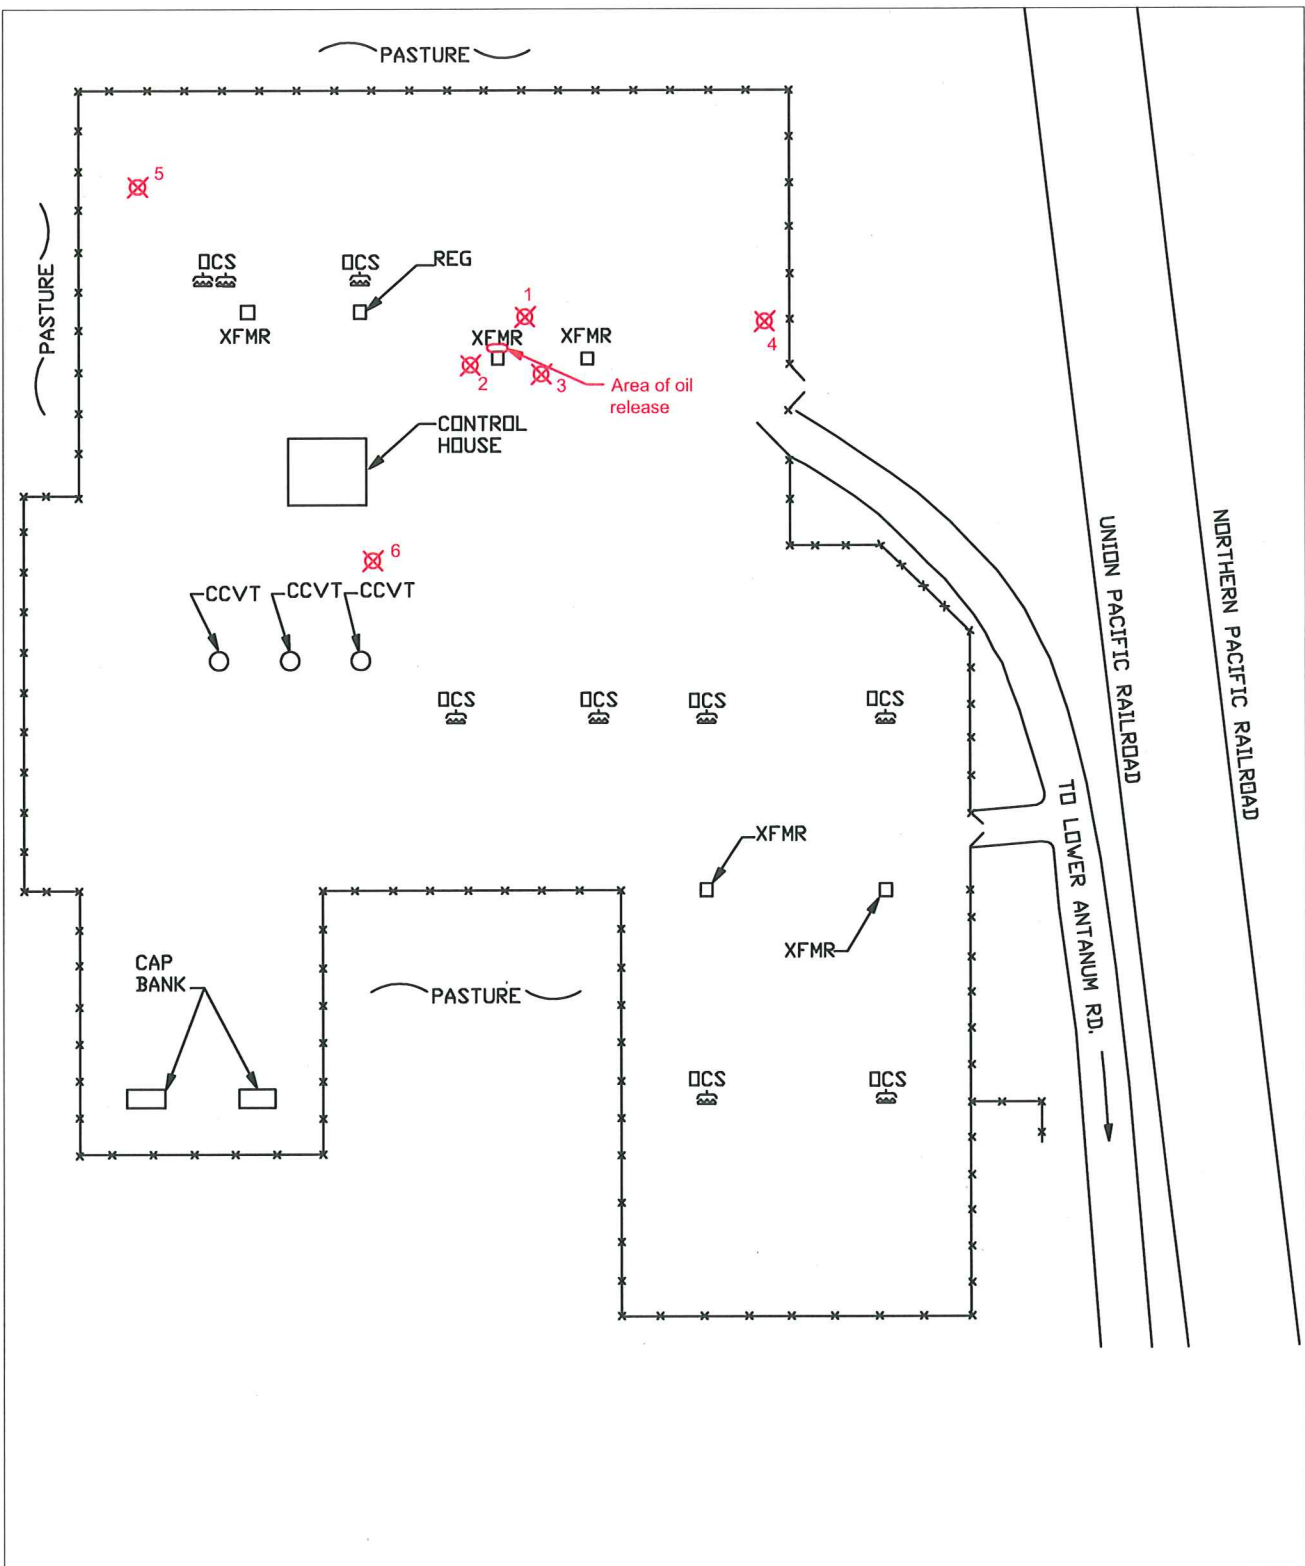 PASTURE
5
PASTURE
OCS
OCS
REG
XFMR
1
XFMR
XFMR
4
2
3
Area of oil
release
CONTROL
HOUSE
6
CCVT
CCVT
CCVT
UNION PACIFIC RAILROAD
NORTHERN PACIFIC RAILROAD
OCS
OCS
OCS
OCS
TO LOWER ANTANUM RD.
XFMR
XFMR
CAP
BANK
PASTURE
OCS
OCS